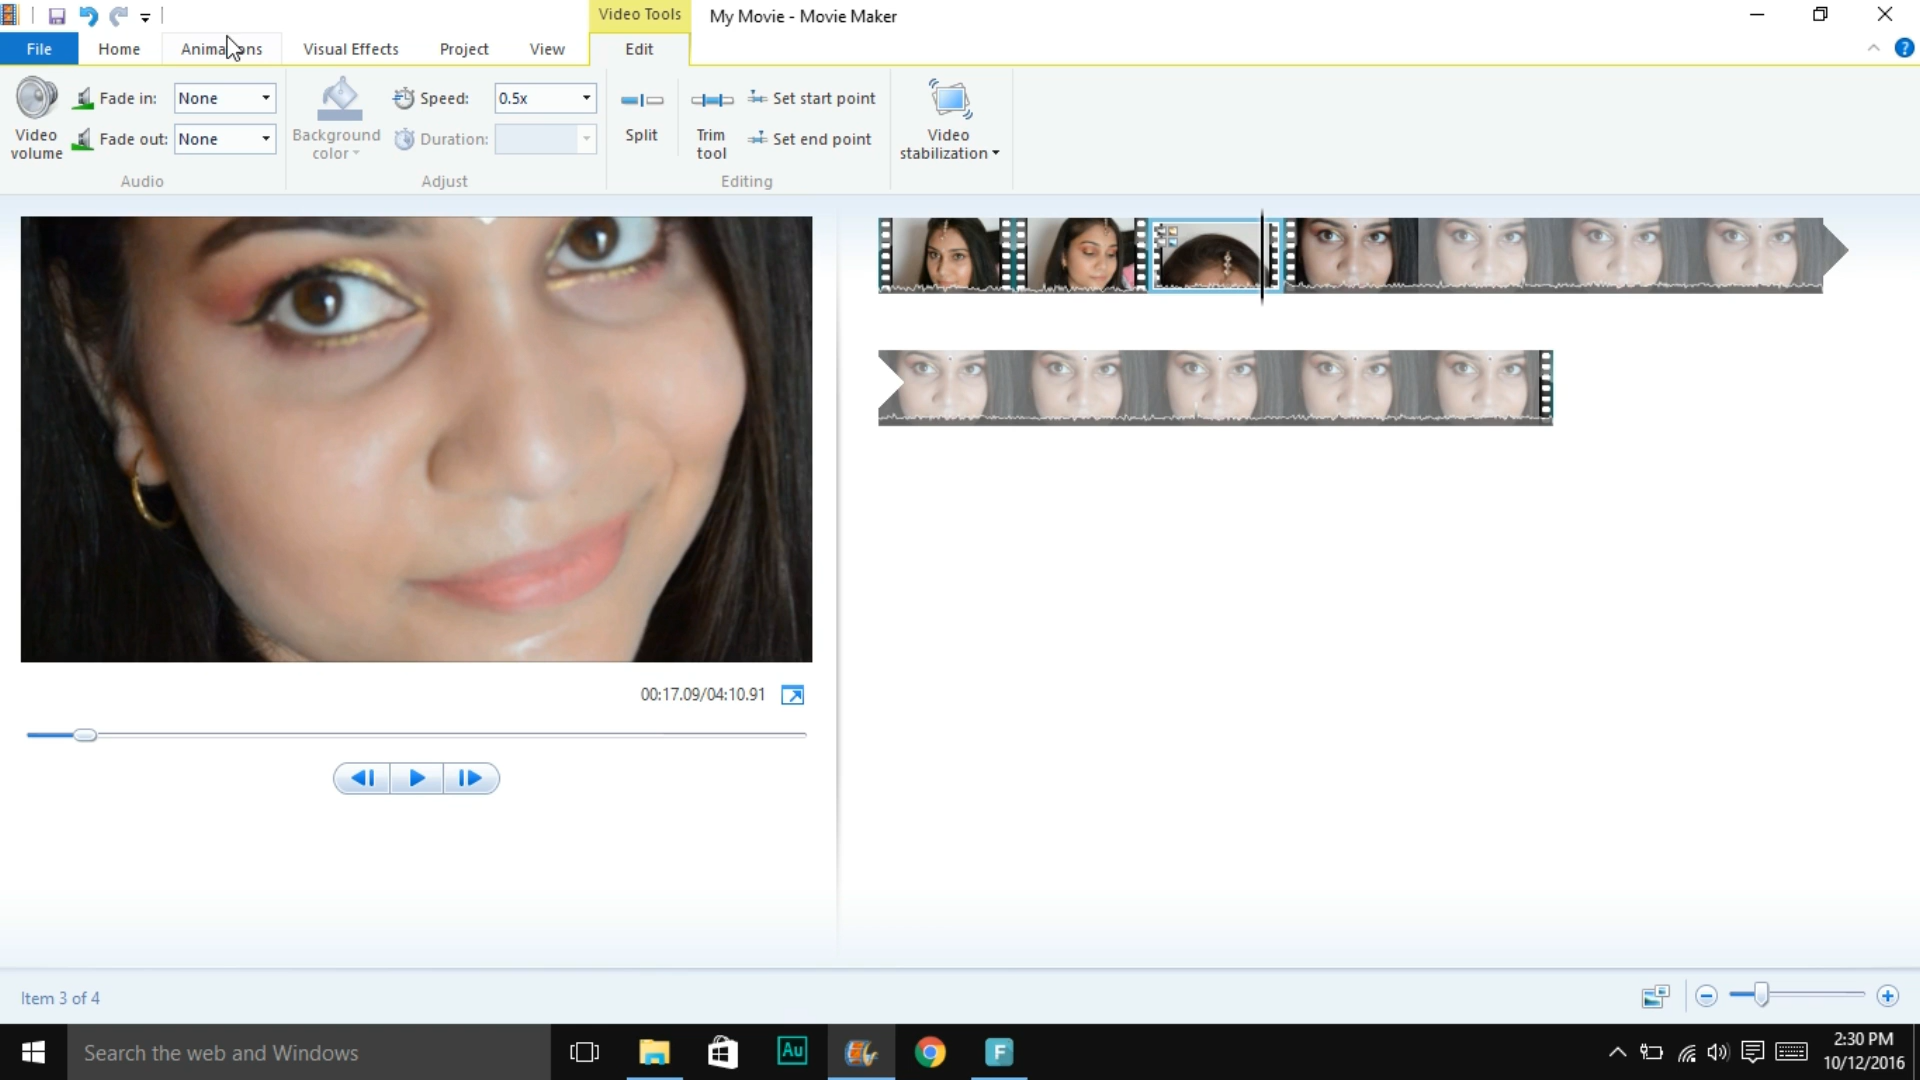 Video Tools
My Movie - Movie Maker
File
Home
Animations
Visual Effects
Project
View
Edit
Video volume
Fade in:
None
Fade out:
None
Audio
Background color
Speed:
0.5x
Duration:
Adjust
Split
Trim tool
Set start point
Set end point
Editing
Video stabilization
00:17.09/04:10.91
Item 3 of 4
Search the web and Windows
Au
F
2:30 PM
10/12/2016